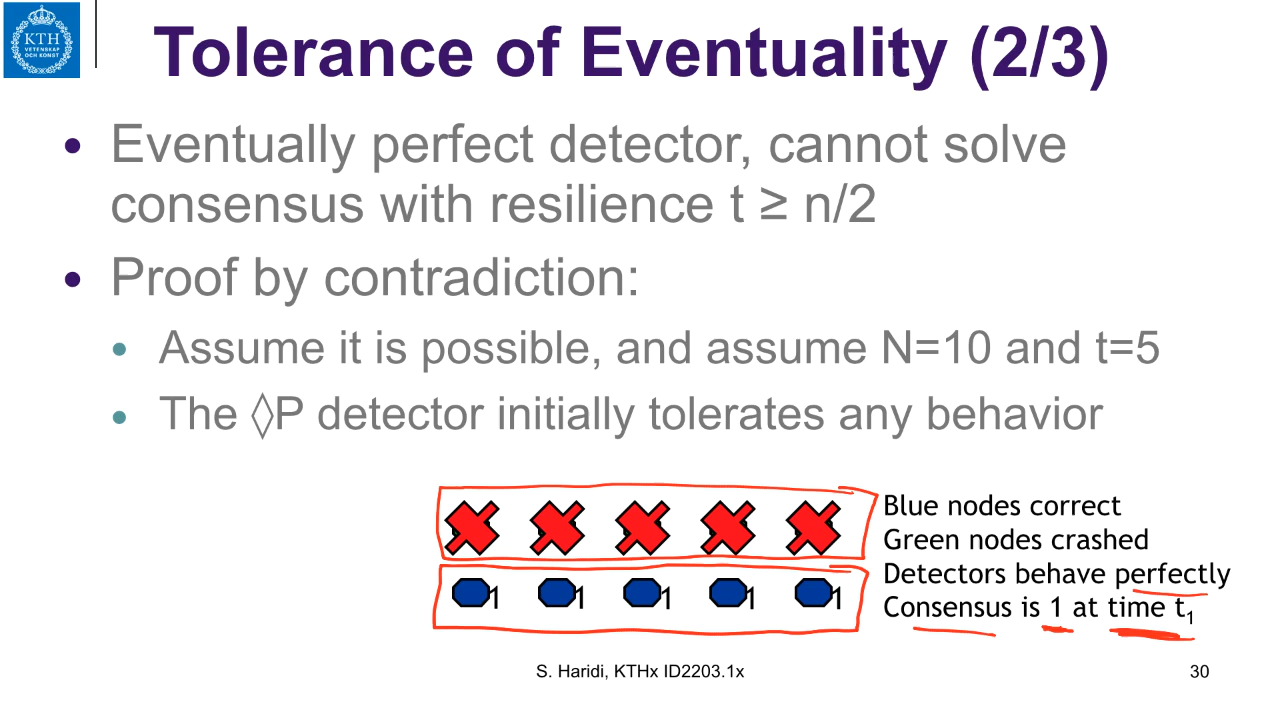 KTH
VETENSKAP
OCH KONST
Tolerance of Eventuality (2/3)
• Eventually perfect detector, cannot solve
consensus with resilience t ≥ n/2
• Proof by contradiction:
• Assume it is possible, and assume N=10 and t=5
• The ◊P detector initially tolerates any behavior
1 1 1 1 1
Blue nodes correct
Green nodes crashed
Detectors behave perfectly
Consensus is 1 at time t1
S. Haridi, KTHx ID2203.1x
30